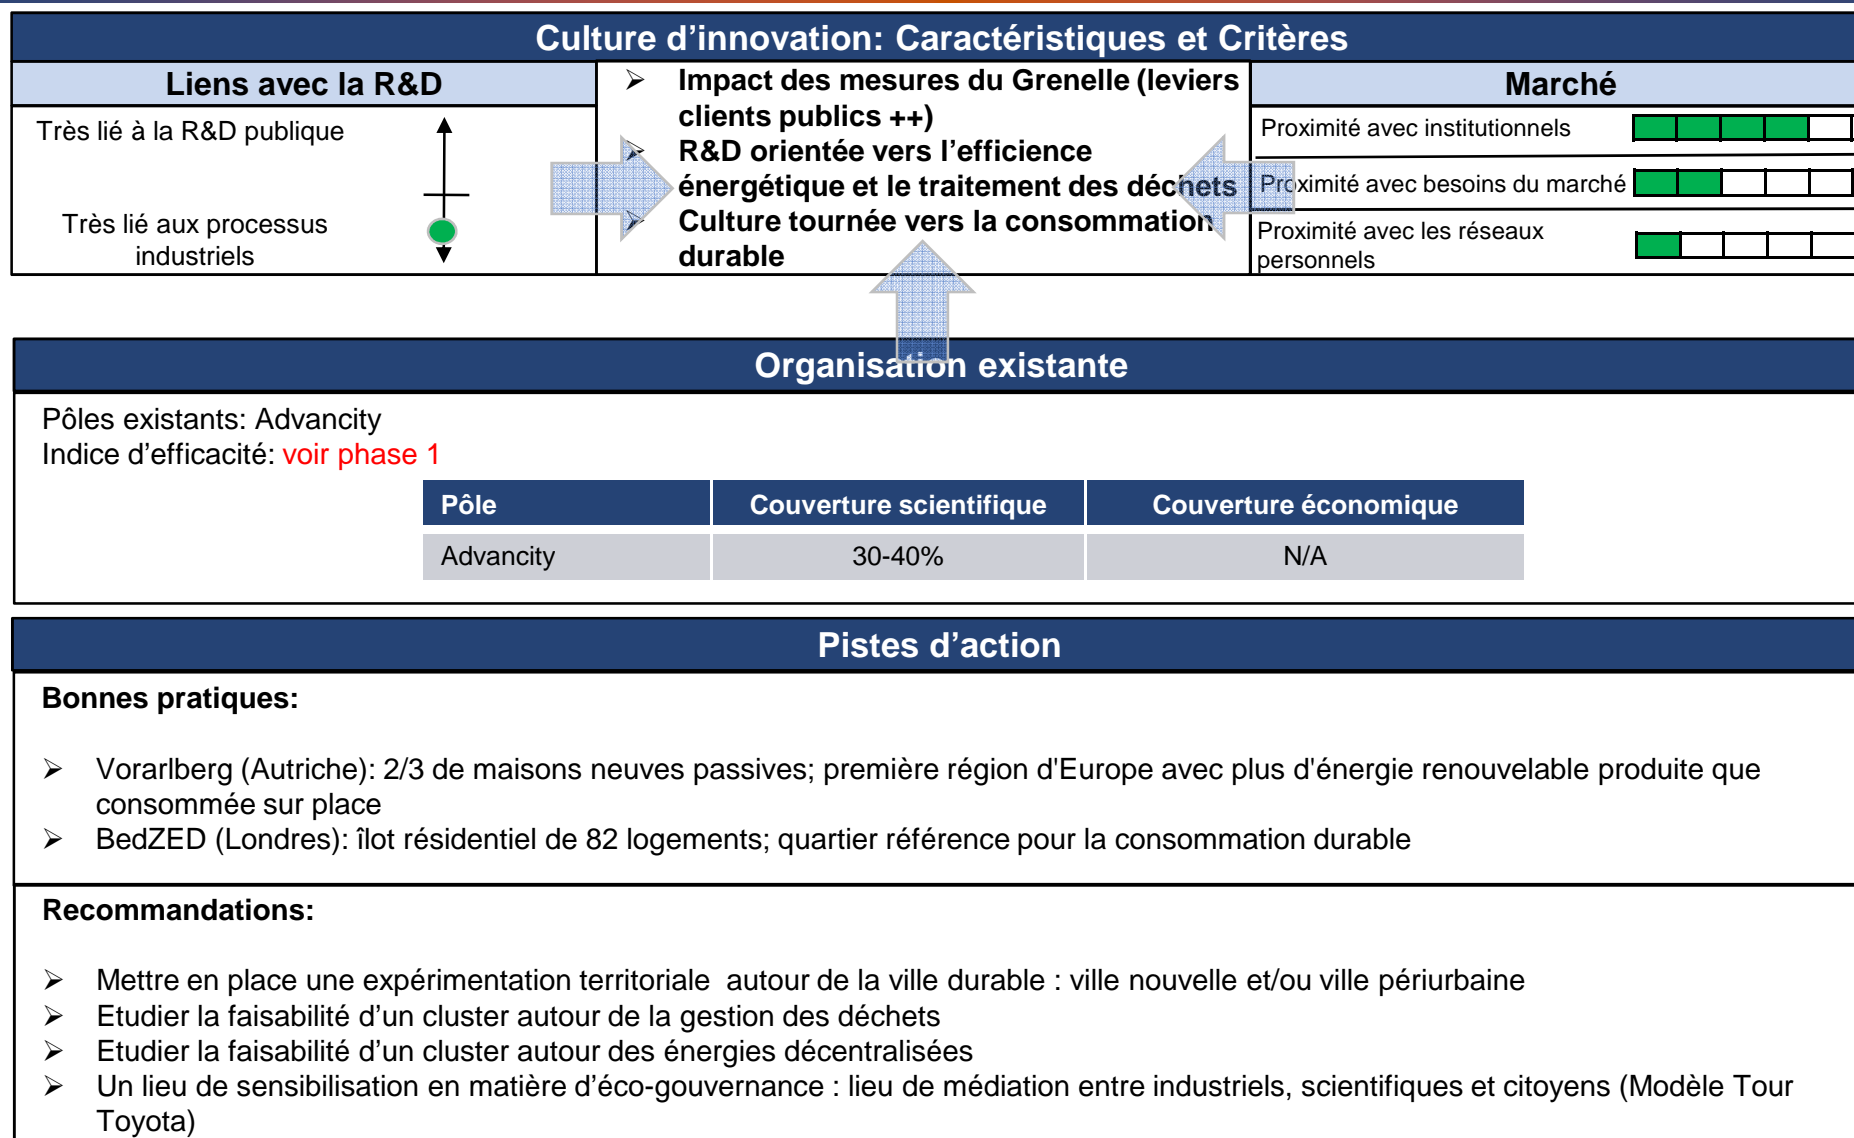 Culture d’innovation: Caractéristiques et Critères
Liens avec la R&D
Très lié à la R&D publique
Très lié aux processus
industriels
➢ Impact des mesures du Grenelle (leviers
clients publics ++)
➢ R&D orientée vers l’efficience
énergétique et le traitement des déchets
➢ Culture tournée vers la consommation
durable
Marché
Proximité avec institutionnels
Proximité avec besoins du marché
Proximité avec les réseaux
personnels
Organisation existante
Pôles existants: Advancity
Indice d’efficacité: voir phase 1
Pôle Couverture scientifique Couverture économique
Advancity 30-40% N/A
Pistes d’action
Bonnes pratiques:
➢ Vorarlberg (Autriche): 2/3 de maisons neuves passives; première région d'Europe avec plus d'énergie renouvelable produite que
consommée sur place
➢ BedZED (Londres): îlot résidentiel de 82 logements; quartier référence pour la consommation durable
Recommandations:
➢ Mettre en place une expérimentation territoriale autour de la ville durable : ville nouvelle et/ou ville périurbaine
➢ Etudier la faisabilité d’un cluster autour de la gestion des déchets
➢ Etudier la faisabilité d’un cluster autour des énergies décentralisées
➢ Un lieu de sensibilisation en matière d’éco-gouvernance : lieu de médiation entre industriels, scientifiques et citoyens (Modèle Tour
Toyota)